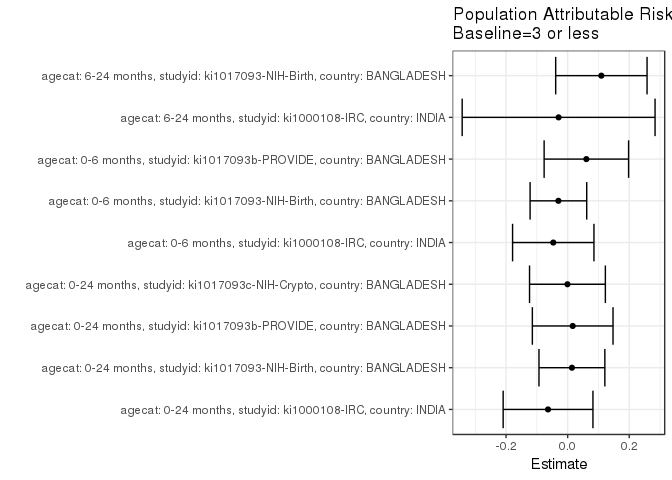 Population Attributable Risk
Baseline=3 or less
agecat: 6-24 months, studyid: ki1017093-NIH-Birth, country: BANGLADESH
agecat: 6-24 months, studyid: ki1000108-IRC, country: INDIA
agecat: 0-6 months, studyid: ki1017093b-PROVIDE, country: BANGLADESH
agecat: 0-6 months, studyid: ki1017093-NIH-Birth, country: BANGLADESH
agecat: 0-6 months, studyid: ki1000108-IRC, country: INDIA
agecat: 0-24 months, studyid: ki1017093c-NIH-Crypto, country: BANGLADESH
agecat: 0-24 months, studyid: ki1017093b-PROVIDE, country: BANGLADESH
agecat: 0-24 months, studyid: ki1017093-NIH-Birth, country: BANGLADESH
agecat: 0-24 months, studyid: ki1000108-IRC, country: INDIA
-0.2 0.0 0.2
Estimate